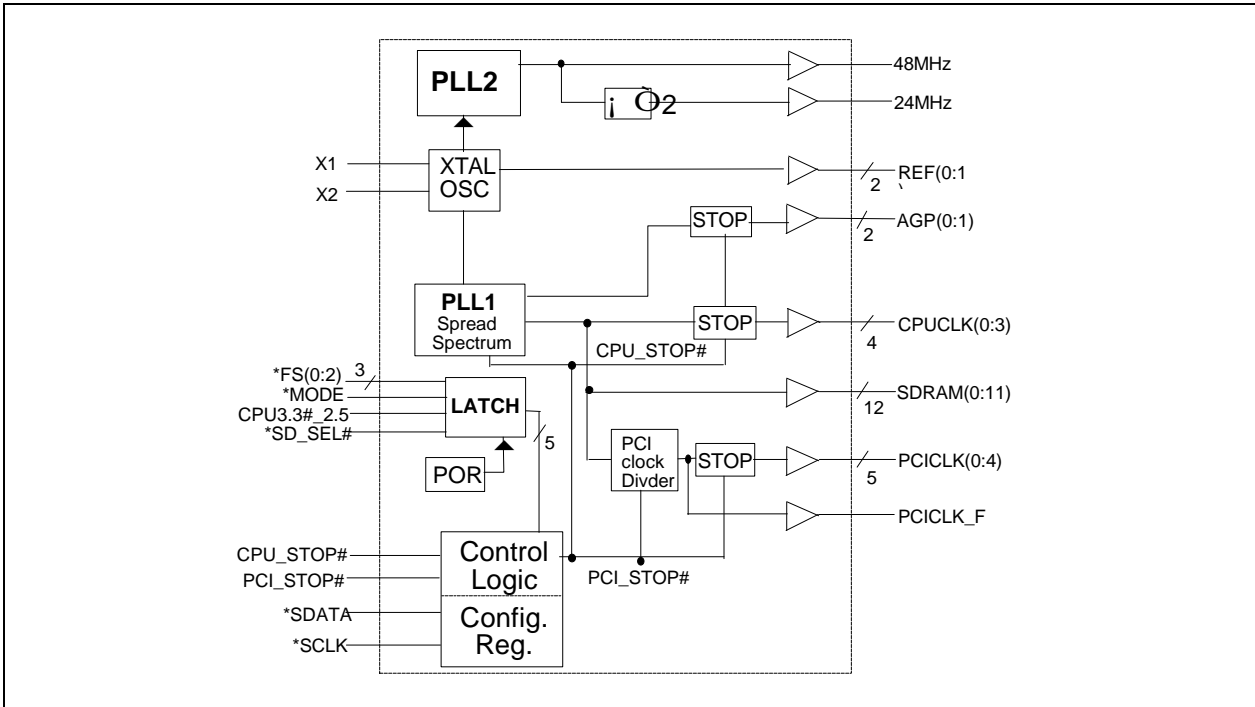 PLL2
48MHz
¡ Ò2
24MHz
X1
X2
XTAL
OSC
2
REF(0:1
STOP
2
AGP(0:1)
PLL1
Spread
Spectrum
STOP
4
CPUCLK(0:3)
CPU_STOP#
*FS(0:2)
3
*MODE
CPU3.3#_2.5
*SD_SEL#
LATCH
5
12
SDRAM(0:11)
POR
PCI
clock
Divder
STOP
5
PCICLK(0:4)
PCICLK_F
CPU_STOP#
PCI_STOP#
*SDATA
*SCLK
Control
Logic
Config.
Reg.
PCI_STOP#